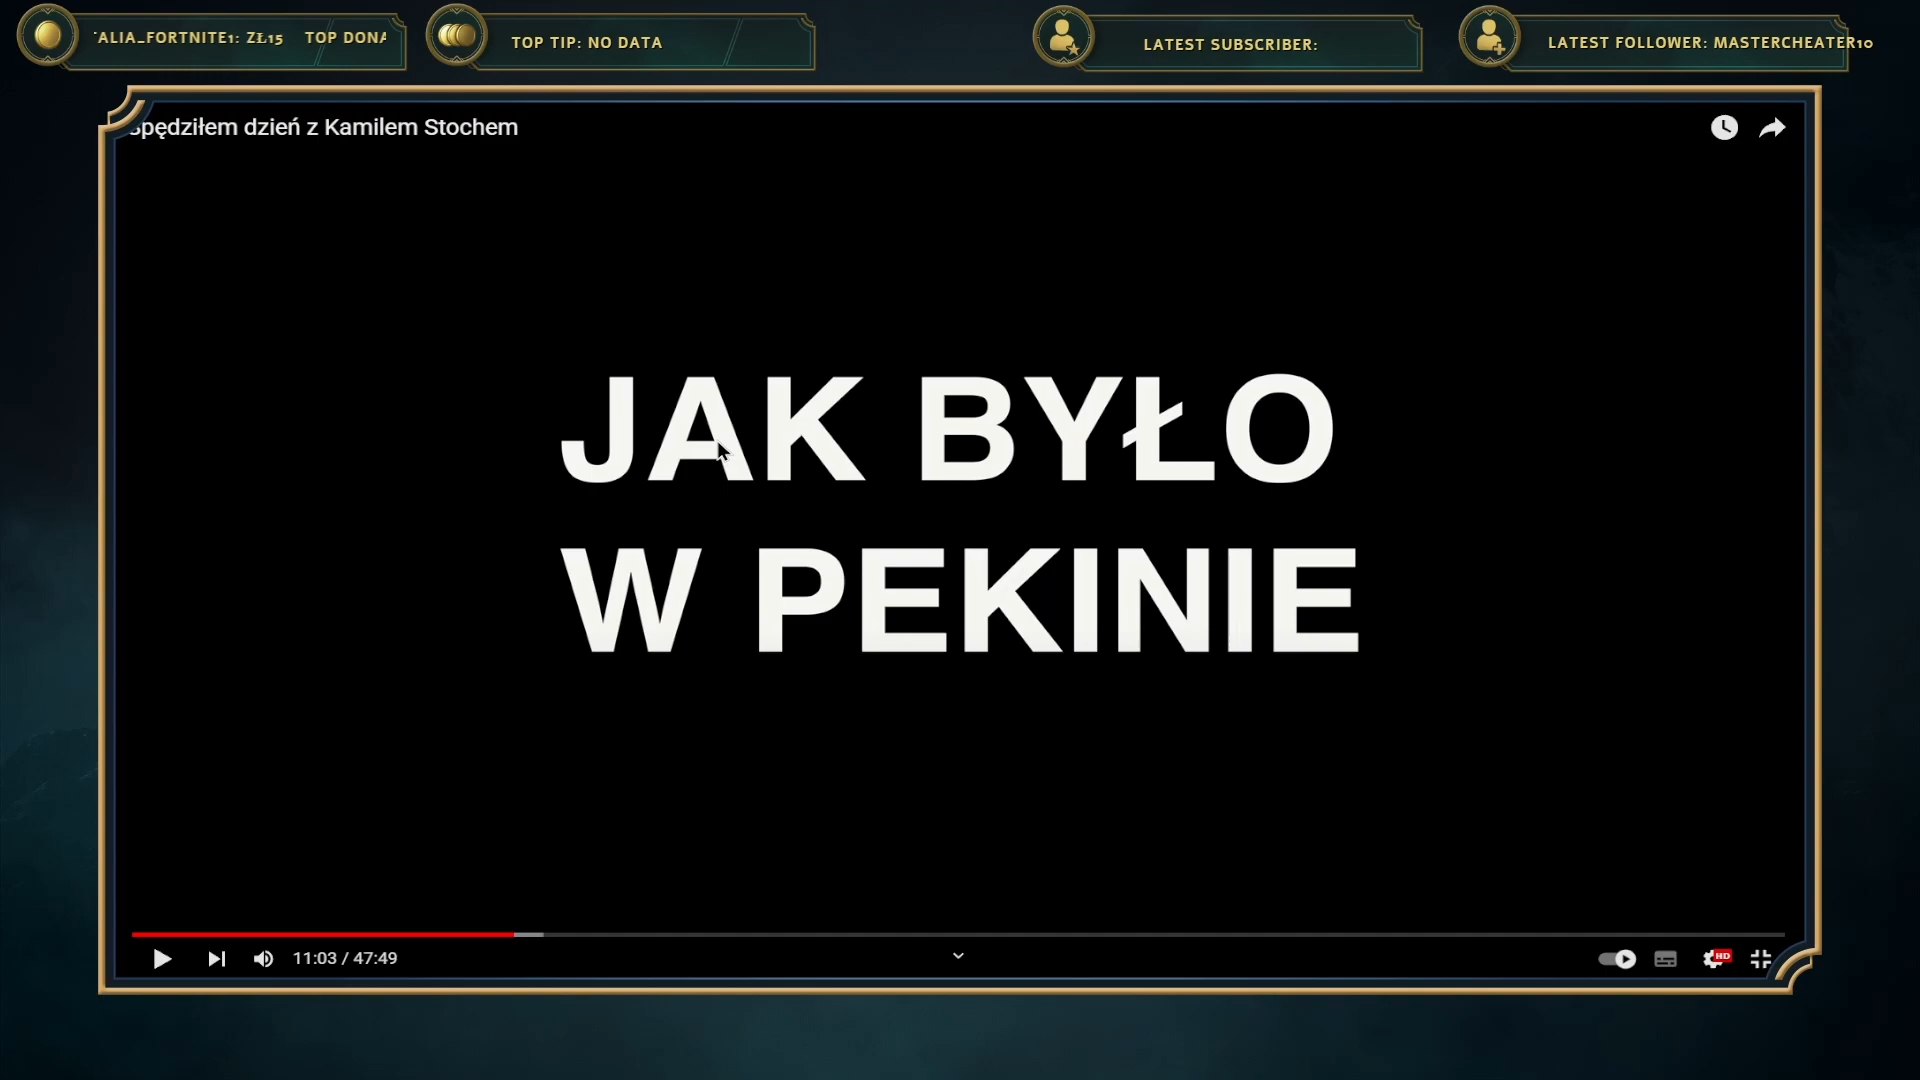 ALIA_FORTNITE1: ZŁ15 TOP DONA
TOP TIP: NO DATA
LATEST SUBSCRIBER:
LATEST FOLLOWER: MASTERCHEATER10
Spędziłem dzień z Kamilem Stochem
JAK BYŁO
W PEKINIE
11:03 / 47:49
HD